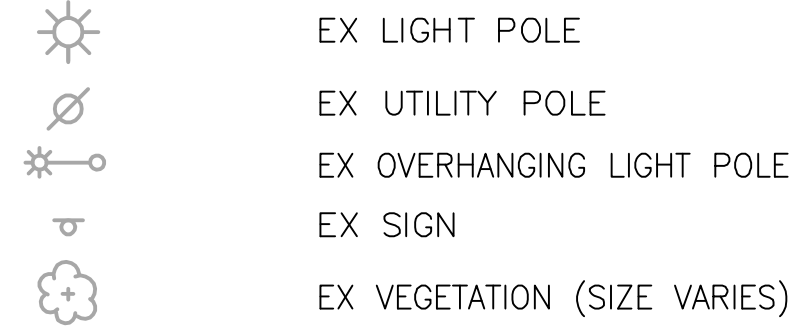 EX LIGHT POLE
EX UTILITY POLE
EX OVERHANGING LIGHT POLE
EX SIGN
EX VEGETATION (SIZE VARIES)